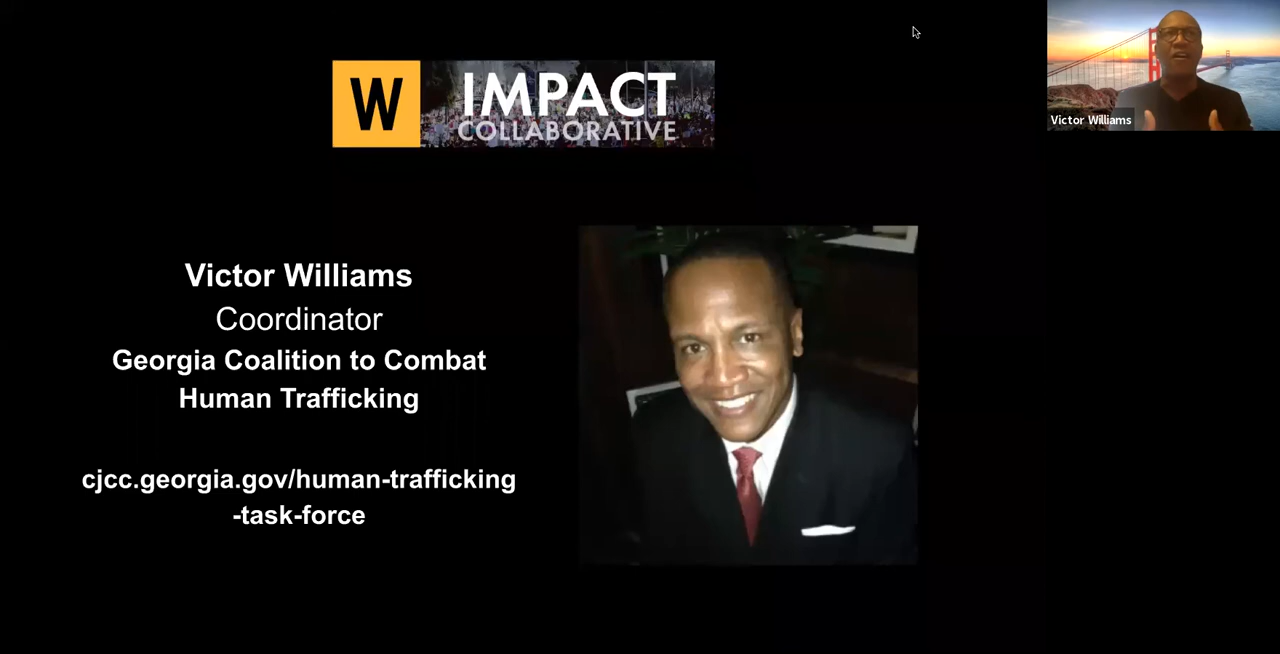 W IMPACT
COLLABORATIVE
Victor Williams
Victor Williams
Coordinator
Georgia Coalition to Combat
Human Trafficking
cjcc.georgia.gov/human-trafficking
-task-force